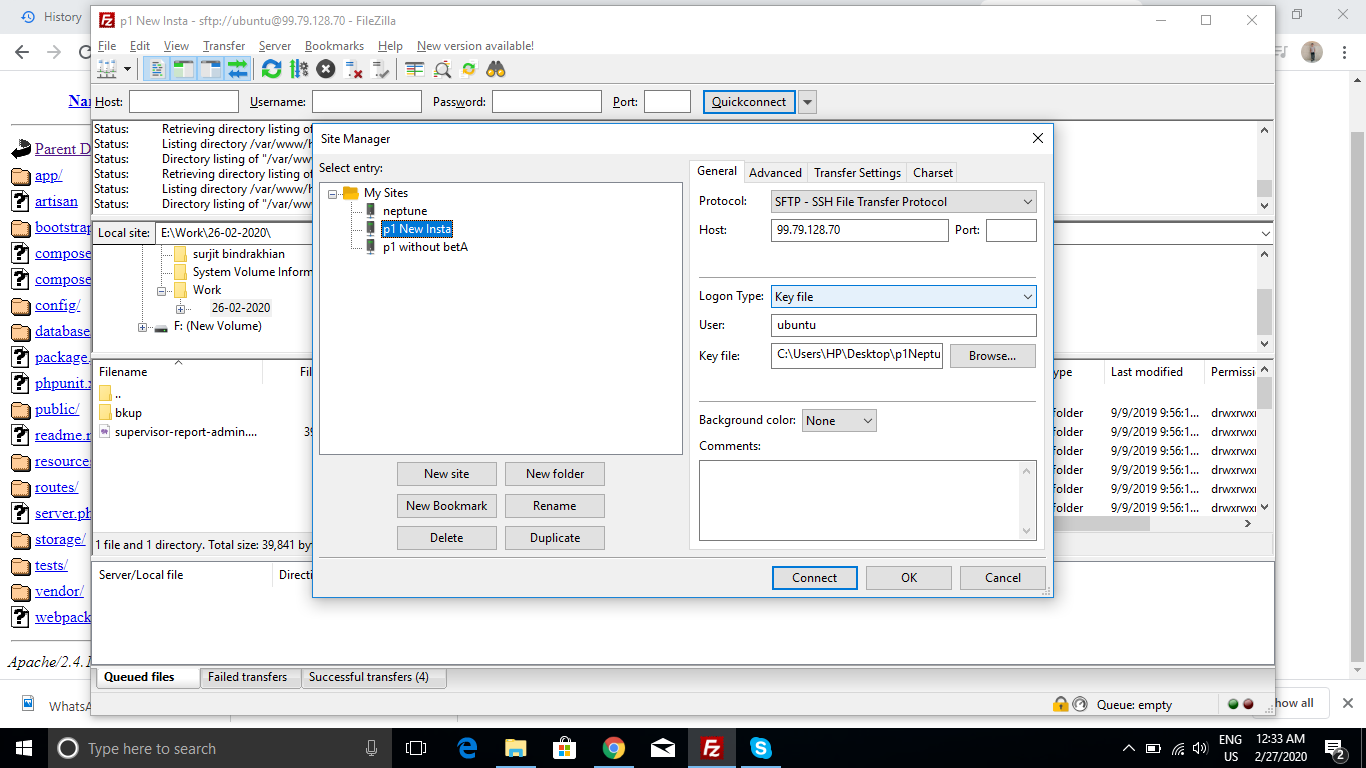 History
p1 New Insta - sftp://ubuntu@99.79.128.70 - FileZilla
File Edit View Transfer Server Bookmarks Help New version available!
Host: Username: Password: Port: Quickconnect
Status: Retrieving directory listing of
Status: Listing directory /var/www/h
Status: Directory listing of "/var/ww
Status: Retrieving directory listing of
Status: Listing directory /var/www/h
Status: Directory listing of "/var/ww
Local site: E:\Work\26-02-2020\
surjit bindrakhian
System Volume Inform
Work
26-02-2020
F: (New Volume)
Filename
..
bkup
supervisor-report-admin....
39
1 file and 1 directory. Total size: 39,841 by
Server/Local file Directi
Queued files Failed transfers Successful transfers (4)
Queue: empty
Site Manager
Select entry:
My Sites
neptune
p1 New Insta
p1 without betA
New site New folder
New Bookmark Rename
Delete Duplicate
General Advanced Transfer Settings Charset
Protocol: SFTP - SSH File Transfer Protocol
Host: 99.79.128.70 Port:
Logon Type: Key file
User: ubuntu
Key file: C:\Users\HP\Desktop\p1Neptu Browse...
Background color: None
Comments:
Connect OK Cancel
ype Last modified Permissi
folder 9/9/2019 9:56:1... drwxrwx
folder 9/9/2019 9:56:1... drwxrwx
folder 9/9/2019 9:56:1... drwxrwx
folder 9/9/2019 9:56:1... drwxrwx
folder 9/9/2019 9:56:1... drwxrwx
folder 9/9/2019 9:56:1... drwxrwx
Nar
Parent D
app/
artisan
bootstrap
compose
compose
config/
database
package.
phpunit.x
public/
readme.r
resource
routes/
server.ph
storage/
tests/
vendor/
webpack
Apache/2.4.1
WhatsA
how all
Type here to search
ENG
US
12:33 AM
2/27/2020
2